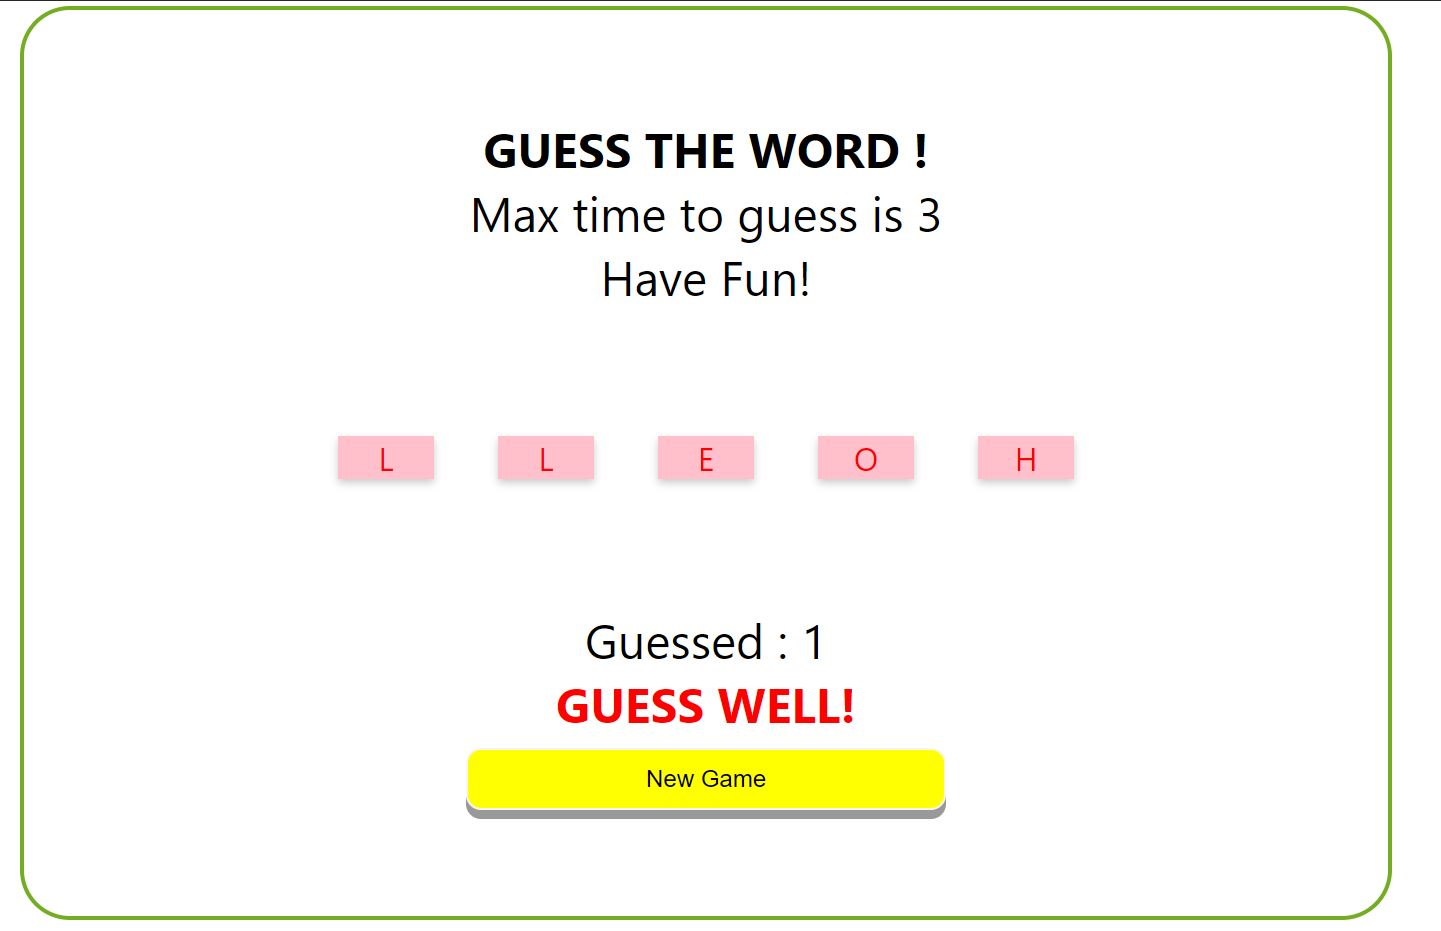 GUESS THE WORD !
Max time to guess is 3
Have Fun!
L L E O H
Guessed : 1
GUESS WELL!
New Game